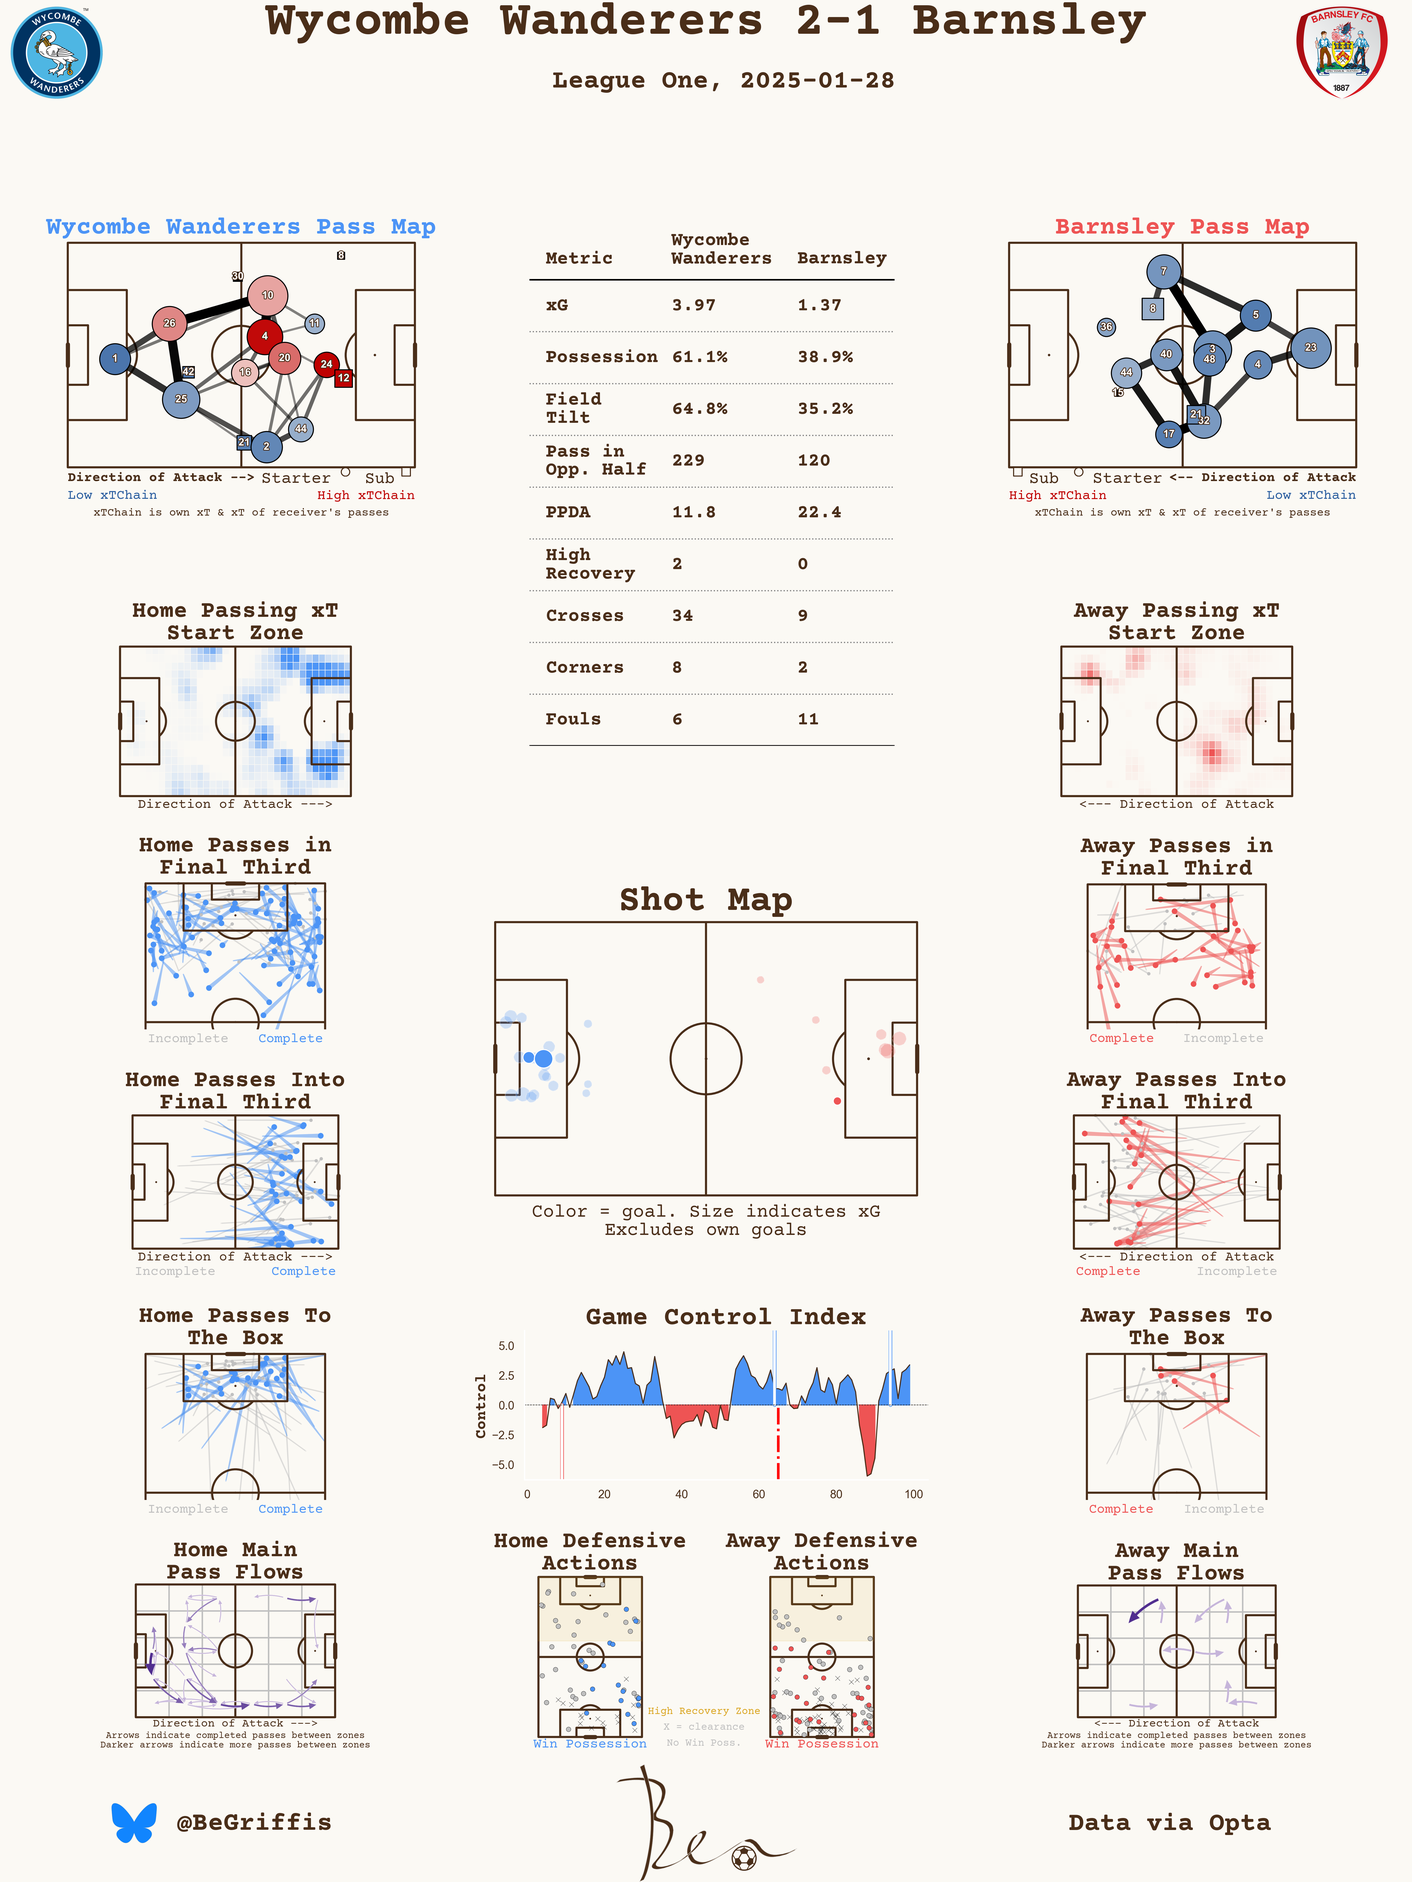 Wycombe Wanderers 2-1 Barnsley
League One, 2025-01-28
WYCOMBE
WANDERERS
TM
BARNSLEY FC
1887
Wycombe Wanderers Pass Map
8
30
10
11
26
4
1
20
24
16
12
42
25
21
44
2
Direction of Attack --> Starter Sub
Low xTChain High xTChain
xTChain is own xT & xT of receiver's passes
Metric Wycombe Wanderers Barnsley
xG 3.97 1.37
Possession 61.1% 38.9%
Field Tilt 64.8% 35.2%
Pass in Opp. Half 229 120
PPDA 11.8 22.4
High Recovery 2 0
Crosses 34 9
Corners 8 2
Fouls 6 11
Barnsley Pass Map
7
8
5
36
3
40
48
23
4
44
15
21
32
17
Sub Starter <-- Direction of Attack
High xTChain Low xTChain
xTChain is own xT & xT of receiver's passes
Home Passing xT
Start Zone
Direction of Attack --->
Away Passing xT
Start Zone
<--- Direction of Attack
Home Passes in
Final Third
Incomplete Complete
Away Passes in
Final Third
Complete Incomplete
Shot Map
Color = goal. Size indicates xG
Excludes own goals
Home Passes Into
Final Third
Direction of Attack --->
Incomplete Complete
Away Passes Into
Final Third
<--- Direction of Attack
Complete Incomplete
Home Passes To
The Box
Incomplete Complete
Game Control Index
Control
5.0
2.5
0.0
−2.5
−5.0
0 20 40 60 80 100
Away Passes To
The Box
Complete Incomplete
Home Main
Pass Flows
Direction of Attack --->
Arrows indicate completed passes between zones
Darker arrows indicate more passes between zones
Home Defensive
Actions
Win Possession
High Recovery Zone
X = clearance
No Win Poss.
Away Defensive
Actions
Win Possession
Away Main
Pass Flows
<--- Direction of Attack
Arrows indicate completed passes between zones
Darker arrows indicate more passes between zones
@BeGriffis
Ben
Data via Opta